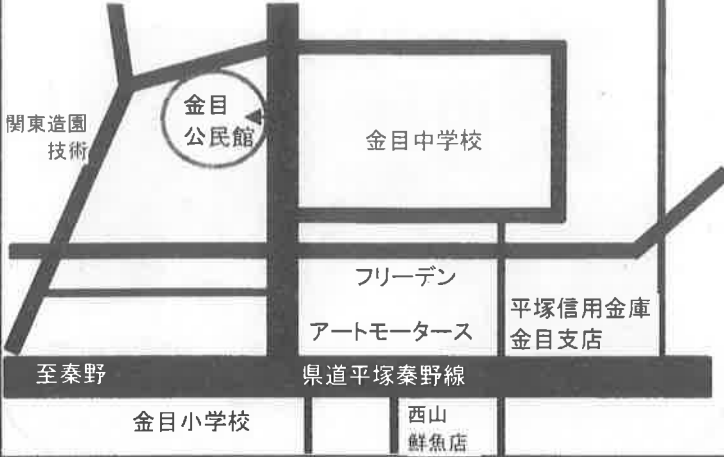 関東造園
技術
金目
公民館
金目中学校
フリーデン
アートモータース
平塚信用金庫
金目支店
至秦野
県道平塚秦野線
金目小学校
西山
鮮魚店